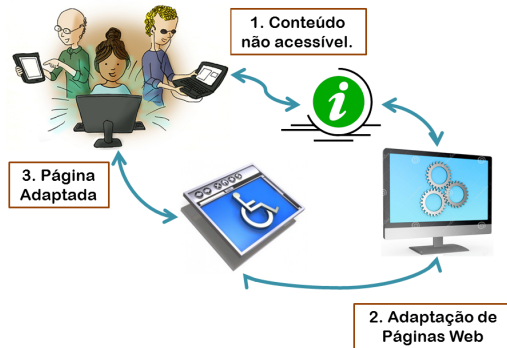 1. Conteúdo
não acessível.
i
3. Página
Adaptada
2. Adaptação de
Páginas Web